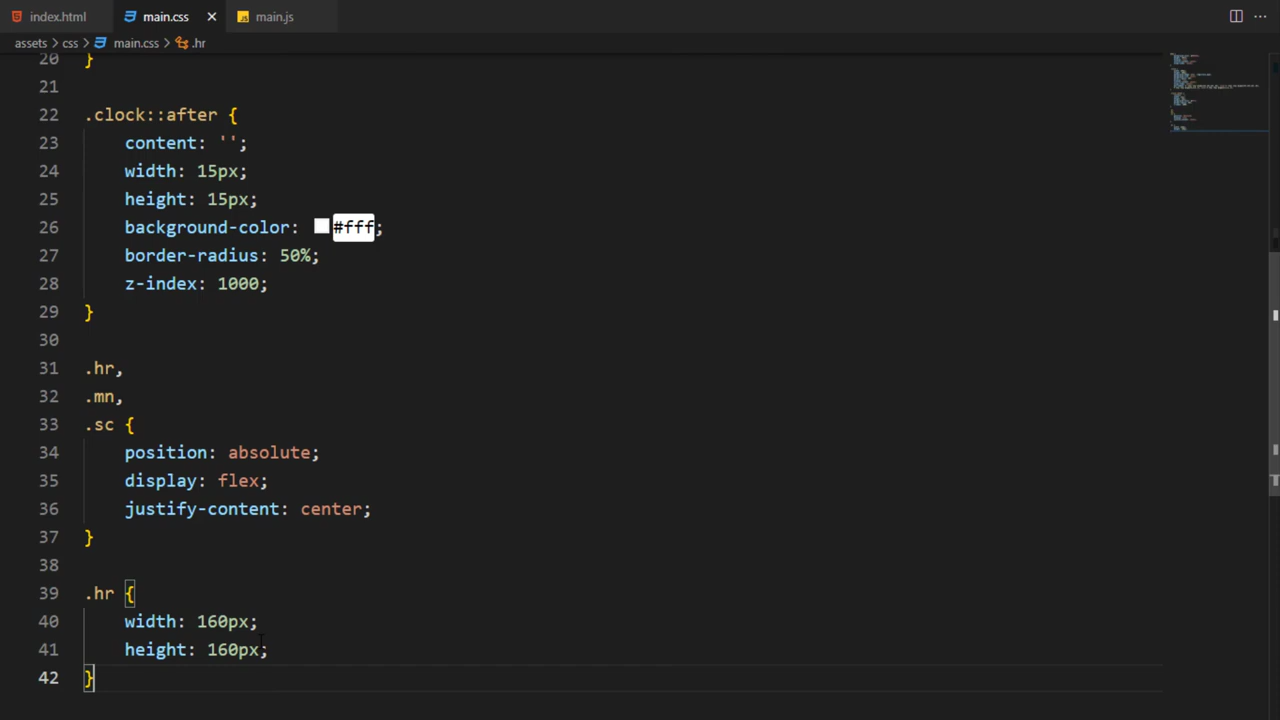 index.html main.css main.js
assets > css > main.css > .hr
20 }
21
22 .clock::after {
23 content: '';
24 width: 15px;
25 height: 15px;
26 background-color: #fff;
27 border-radius: 50%;
28 z-index: 1000;
29 }
30
31 .hr,
32 .mn,
33 .sc {
34 position: absolute;
35 display: flex;
36 justify-content: center;
37 }
38
39 .hr {
40 width: 160px;
41 height: 160px;
42 }